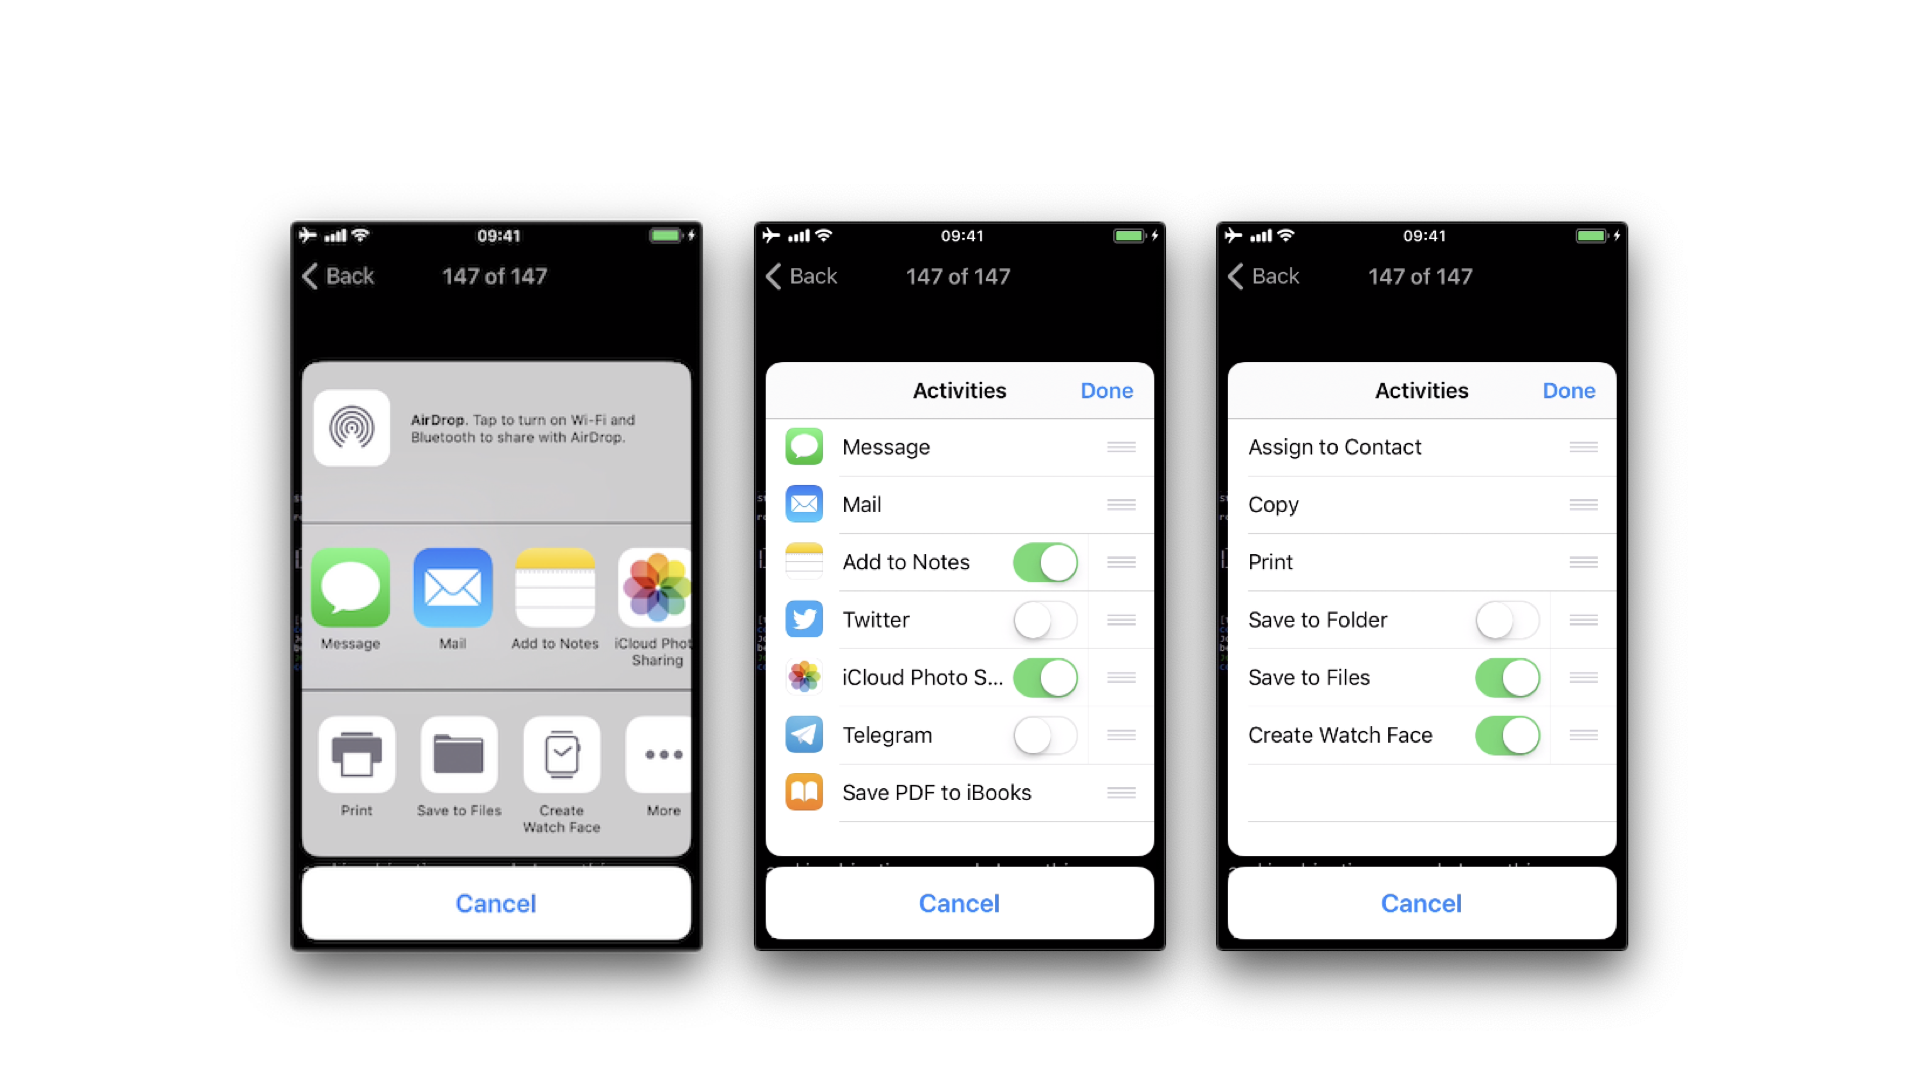 09:41
Back 147 of 147
AirDrop. Tap to turn on Wi-Fi and
Bluetooth to share with AirDrop.
Message Mail Add to Notes iCloud Phot
Sharing
Print Save to Files Create More
Watch Face
Cancel
09:41
Back 147 of 147
Activities Done
Message
Mail
Add to Notes
Twitter
iCloud Photo S...
Telegram
Save PDF to iBooks
Cancel
09:41
Back 147 of 147
Activities Done
Assign to Contact
Copy
Print
Save to Folder
Save to Files
Create Watch Face
Cancel